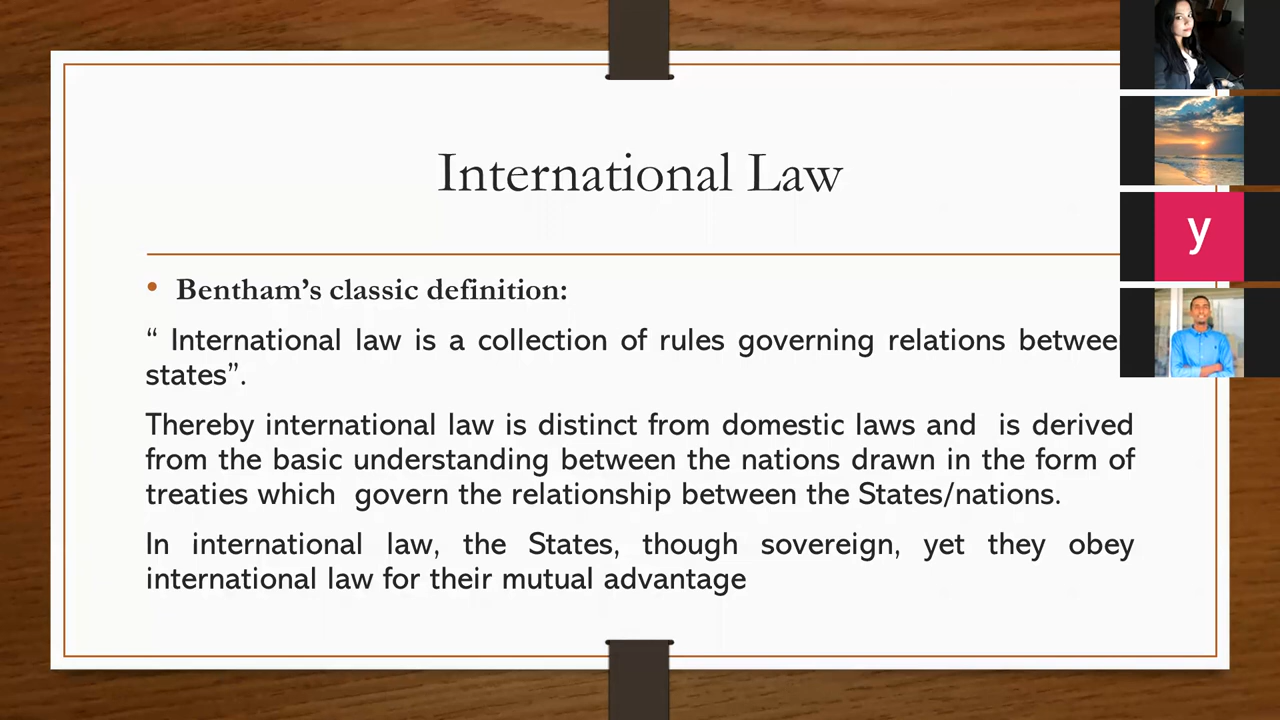 International Law
• Bentham’s classic definition:
“ International law is a collection of rules governing relations between
states”.
Thereby international law is distinct from domestic laws and is derived
from the basic understanding between the nations drawn in the form of
treaties which govern the relationship between the States/nations.
In international law, the States, though sovereign, yet they obey
international law for their mutual advantage
y